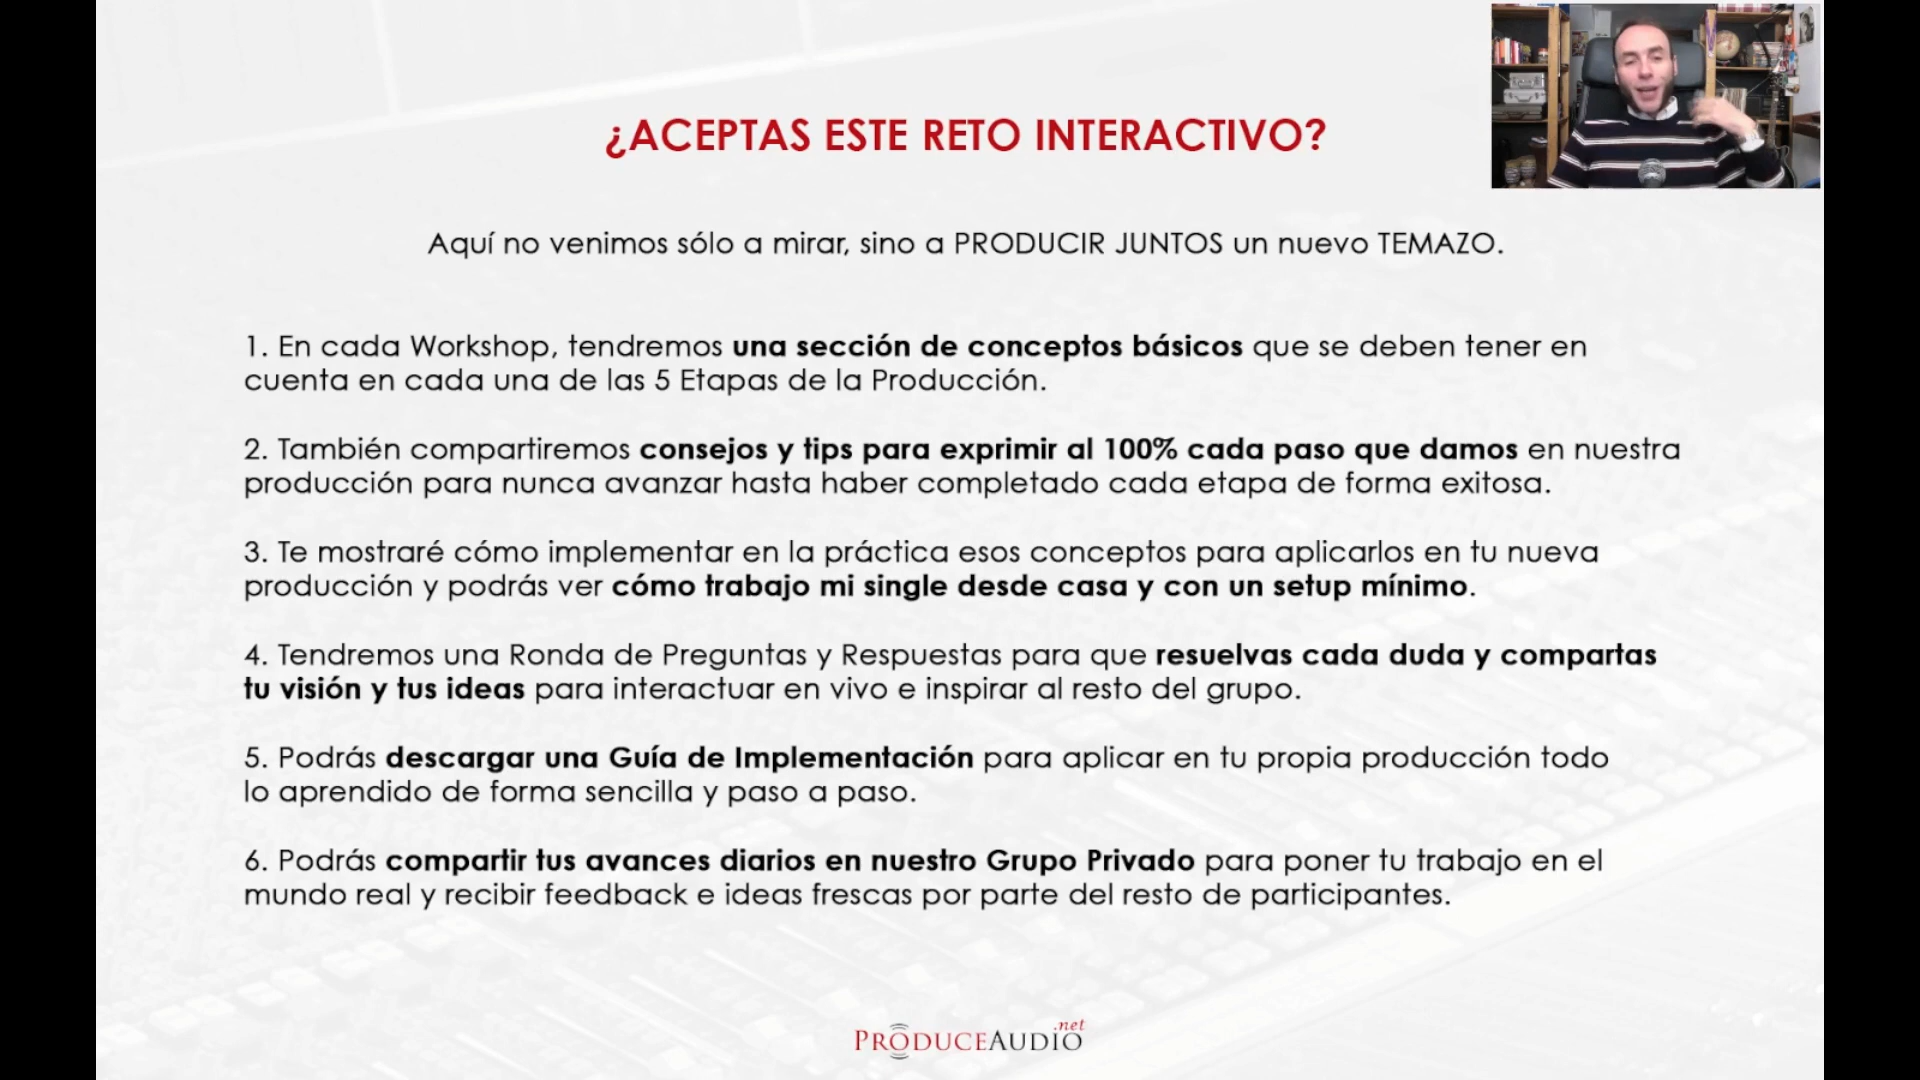 ¿ACEPTAS ESTE RETO INTERACTIVO?
Aquí no venimos sólo a mirar, sino a PRODUCIR JUNTOS un nuevo TEMAZO.
1. En cada Workshop, tendremos una sección de conceptos básicos que se deben tener en
cuenta en cada una de las 5 Etapas de la Producción.
2. También compartiremos consejos y tips para exprimir al 100% cada paso que damos en nuestra
producción para nunca avanzar hasta haber completado cada etapa de forma exitosa.
3. Te mostraré cómo implementar en la práctica esos conceptos para aplicarlos en tu nueva
producción y podrás ver cómo trabajo mi single desde casa y con un setup mínimo.
4. Tendremos una Ronda de Preguntas y Respuestas para que resuelvas cada duda y compartas
tu visión y tus ideas para interactuar en vivo e inspirar al resto del grupo.
5. Podrás descargar una Guía de Implementación para aplicar en tu propia producción todo
lo aprendido de forma sencilla y paso a paso.
6. Podrás compartir tus avances diarios en nuestro Grupo Privado para poner tu trabajo en el
mundo real y recibir feedback e ideas frescas por parte del resto de participantes.
PRODUCEAUDIO.net